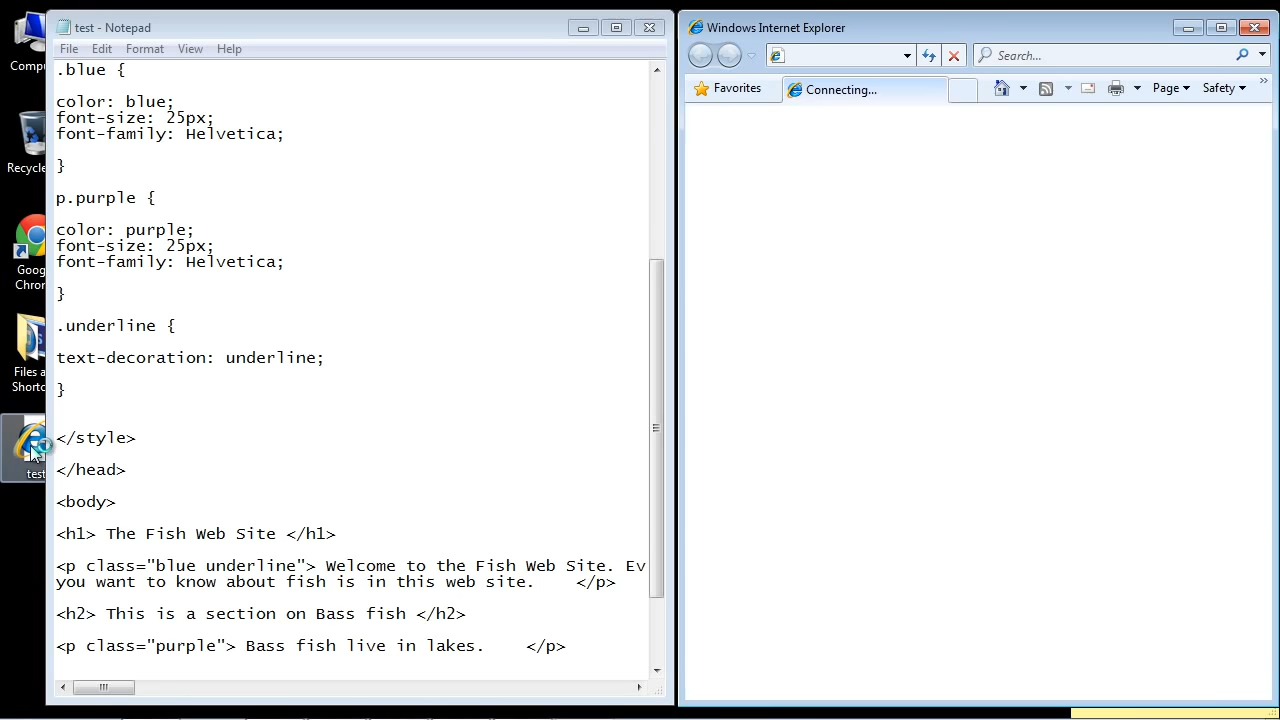 test - Notepad
File Edit Format View Help
.blue {
color: blue;
font-size: 25px;
font-family: Helvetica;
}
p.purple {
color: purple;
font-size: 25px;
font-family: Helvetica;
}
.underline {
text-decoration: underline;
}
</style>
</head>
<body>
<h1> The Fish Web Site </h1>
<p class="blue underline"> Welcome to the Fish Web Site. Ev
you want to know about fish is in this web site. </p>
<h2> This is a section on Bass fish </h2>
<p class="purple"> Bass fish live in lakes. </p>
Windows Internet Explorer
Search...
Favorites
Connecting...
Page
Safety
Compu
Recycle
Goog
Chron
Files a
Shortc
test